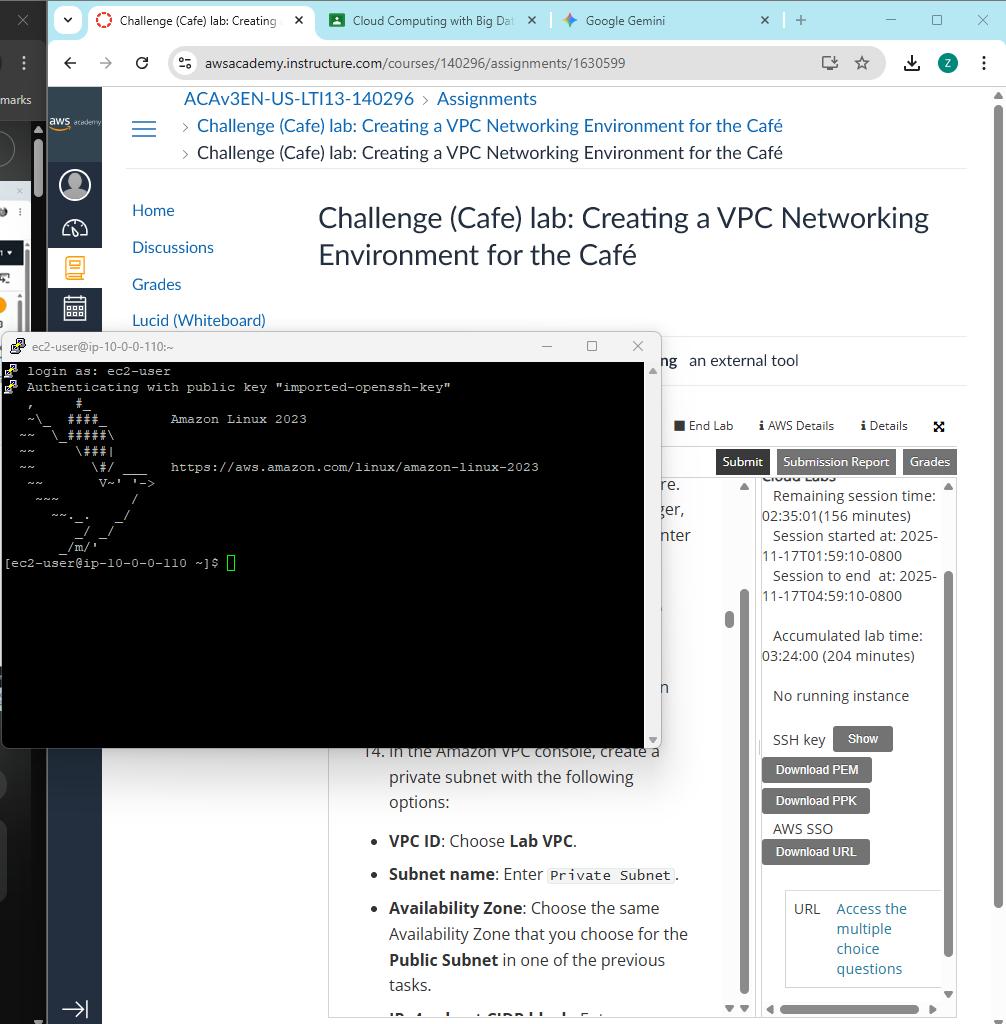 Challenge (Cafe) lab: Creating
Cloud Computing with Big Dat
Google Gemini
awsacademy.instructure.com/courses/140296/assignments/1630599
Z
marks
aws academy
ACAv3EN-US-LTI13-140296 > Assignments
> Challenge (Cafe) lab: Creating a VPC Networking Environment for the Café
> Challenge (Cafe) lab: Creating a VPC Networking Environment for the Café
Home
Discussions
Grades
Lucid (Whiteboard)
Challenge (Cafe) lab: Creating a VPC Networking
Environment for the Café
ng an external tool
End Lab
AWS Details
Details
Submit
Submission Report
Grades
ec2-user@ip-10-0-0-110:~
login as: ec2-user
Authenticating with public key "imported-openssh-key"
   ,     #_
   ~\_  ####_        Amazon Linux 2023
  ~~  \_#####\
  ~~     \###|
  ~~       \#/ ___   https://aws.amazon.com/linux/amazon-linux-2023
   ~~       V~' '->
    ~~~         /
      ~~._.   _/
         _/ _/
       _/m/'
[ec2-user@ip-10-0-0-110 ~]$
re.
ger,
nter
n
14. In the Amazon VPC console, create a
private subnet with the following
options:
• VPC ID: Choose Lab VPC.
• Subnet name: Enter Private Subnet.
• Availability Zone: Choose the same
Availability Zone that you choose for the
Public Subnet in one of the previous
tasks.
Cloud Labs
Remaining session time:
02:35:01(156 minutes)
Session started at: 2025-
11-17T01:59:10-0800
Session to end at: 2025-
11-17T04:59:10-0800
Accumulated lab time:
03:24:00 (204 minutes)
No running instance
SSH key Show
Download PEM
Download PPK
AWS SSO
Download URL
URL Access the
multiple
choice
questions